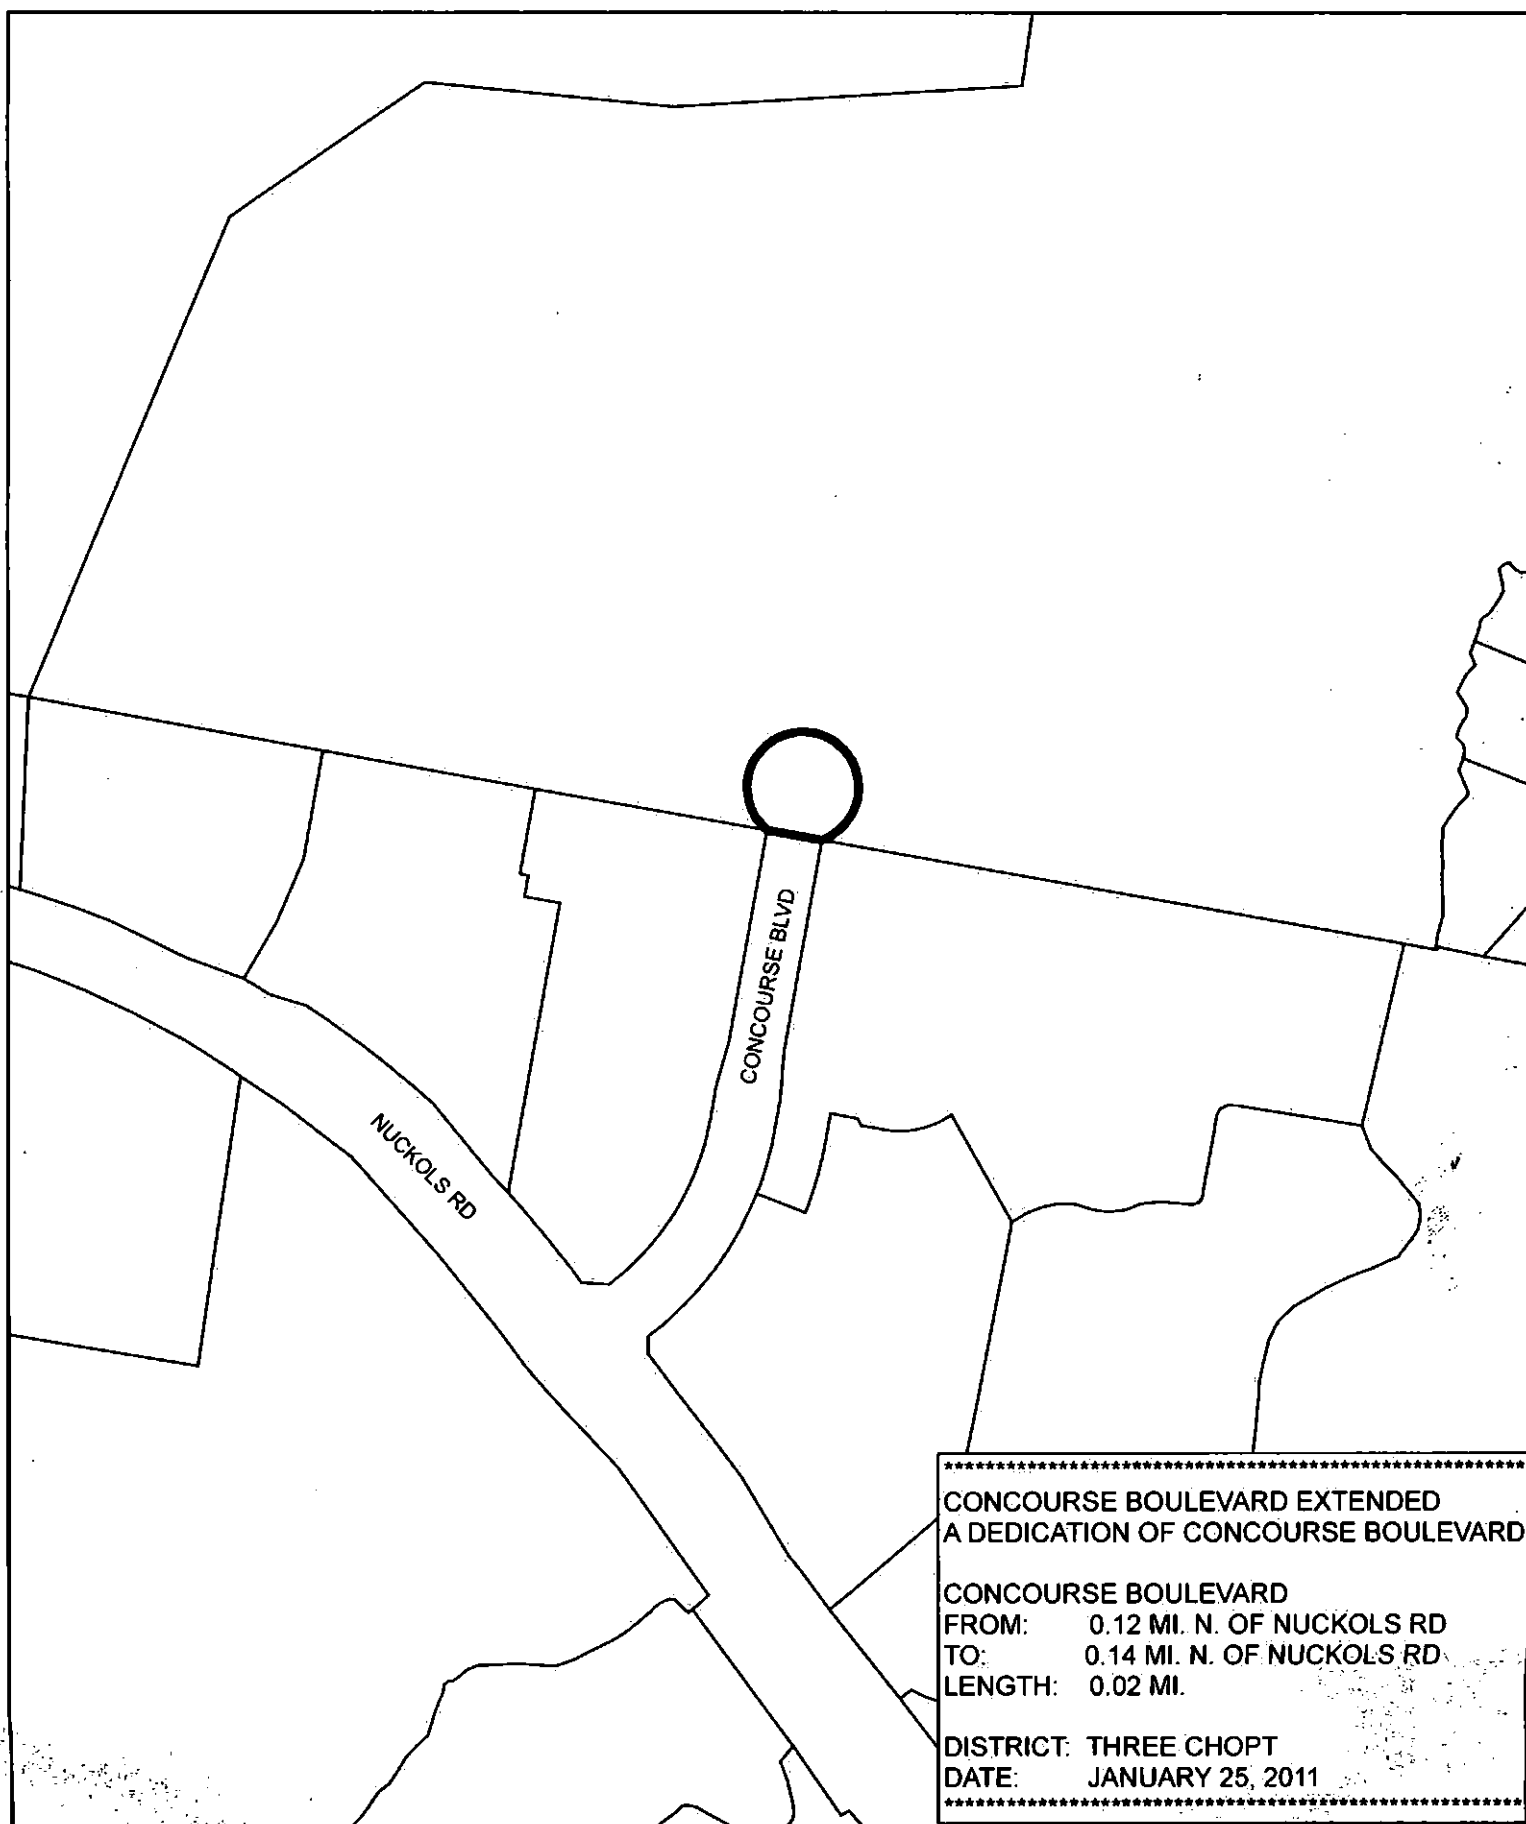 CONCOURSE BLVD
NUCKOLS RD
************************************************************
CONCOURSE BOULEVARD EXTENDED
A DEDICATION OF CONCOURSE BOULEVARD
CONCOURSE BOULEVARD
FROM: 0.12 MI. N. OF NUCKOLS RD
TO: 0.14 MI. N. OF NUCKOLS RD
LENGTH: 0.02 MI.
DISTRICT: THREE CHOPT
DATE: JANUARY 25, 2011
************************************************************